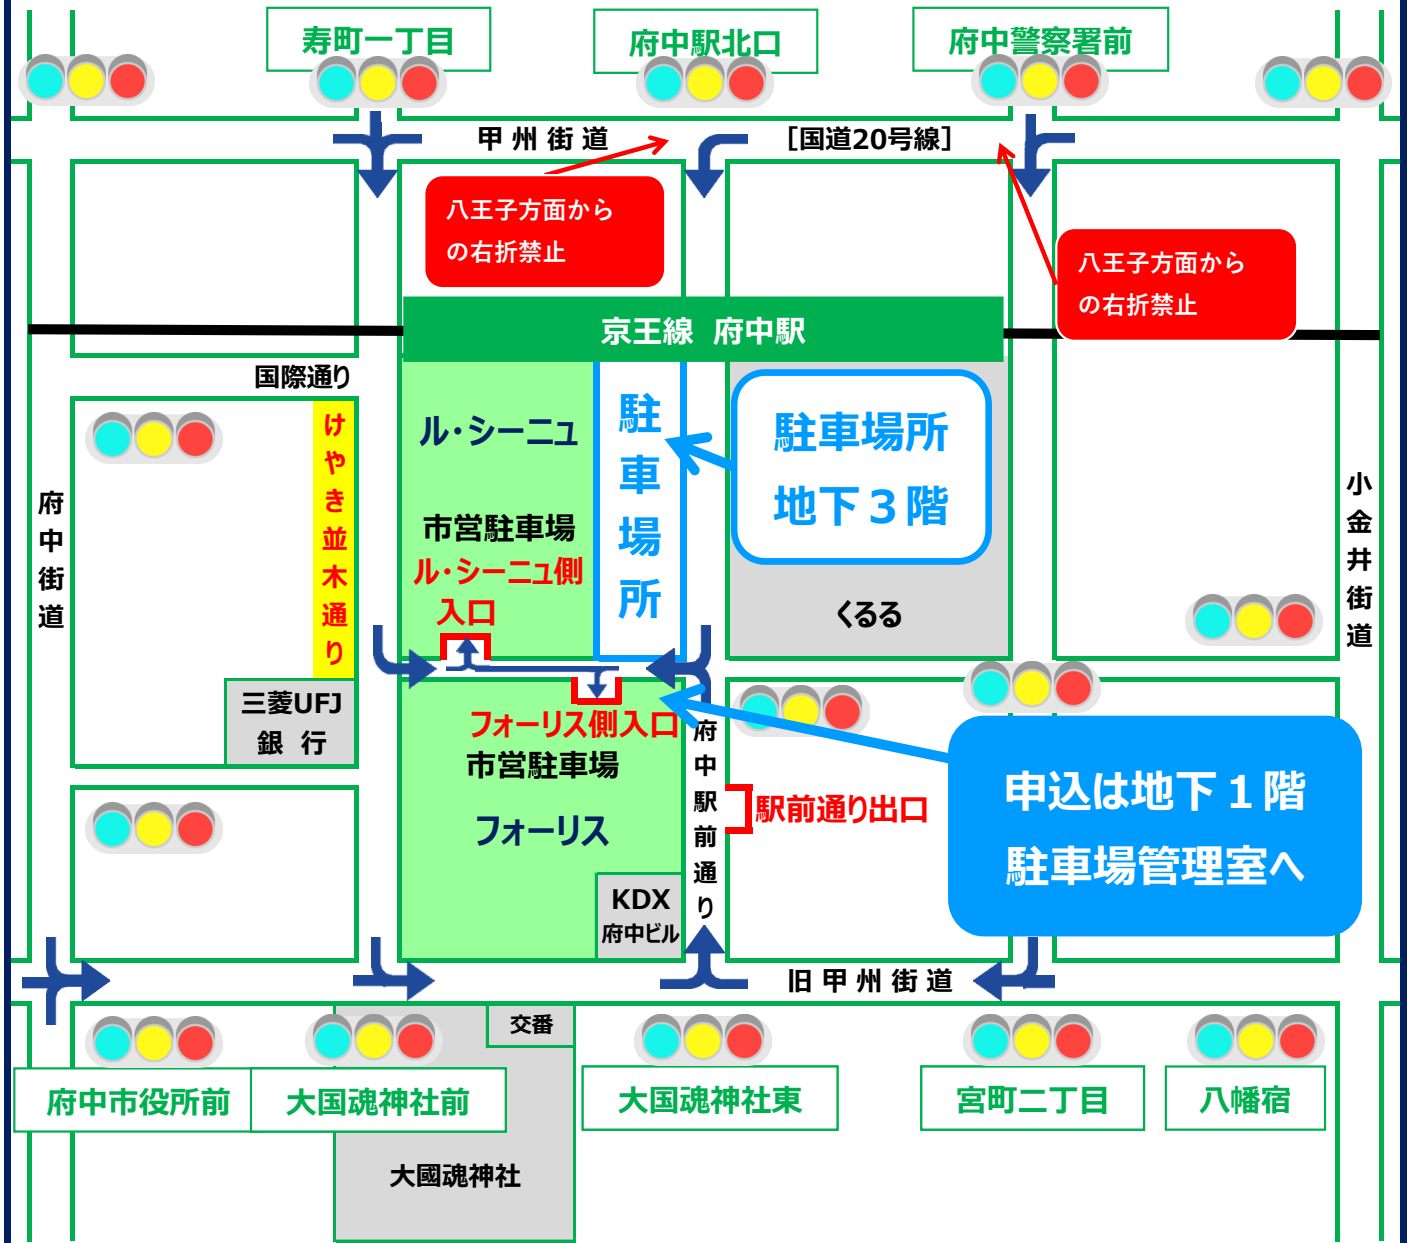 寿町一丁目
府中駅北口
府中警察署前
甲州街道
［国道20号線］
八王子方面から
の右折禁止
八王子方面から
の右折禁止
京王線 府中駅
国際通り
けやき並木通り
ル・シーニュ
市営駐車場
ル・シーニュ側
入口
駐車場所
駐車場所
地下３階
くるる
府中街道
小金井街道
三菱UFJ
銀 行
フォーリス側入口
市営駐車場
フォーリス
府中駅前通り
駅前通り出口
申込は地下１階
駐車場管理室へ
KDX
府中ビル
旧甲州街道
交番
府中市役所前
大国魂神社前
大国魂神社東
宮町二丁目
八幡宿
大國魂神社